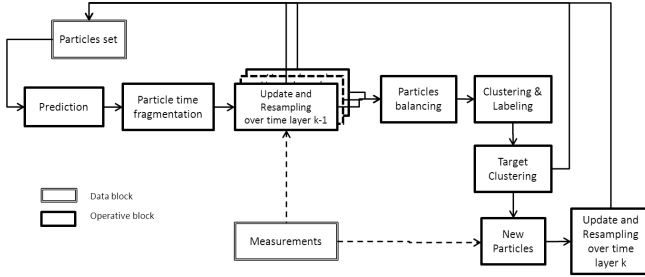 Particles set
Prediction
Particle time
fragmentation
Update and
Resampling
over time layer k-1
Particles
balancing
Clustering &
Labeling
Target
Clustering
Data block
Operative block
Measurements
New
Particles
Update and
Resampling
over time
layer k